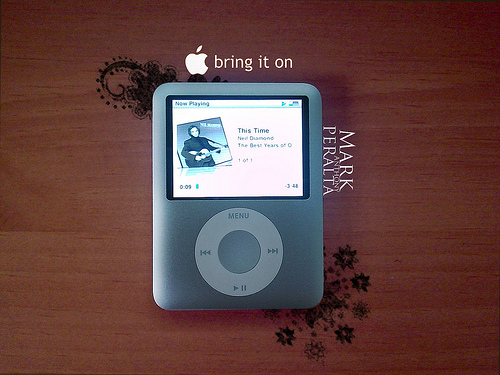 bring it on
Now Playing
This Time
Neil Diamond
The Best Years of O
1 of 1
0:09
-3:48
MENU
MARK
ANTHONY
PERALTA